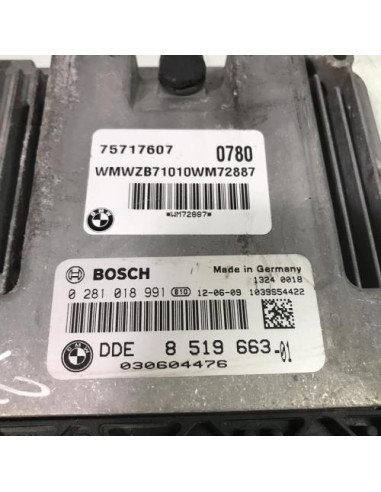 75717607 0780
WMWZB71010WM72887
*WM72887*
BOSCH Made in Germany
1324 0018
0 281 018 991 E10 12-06-09 1039S54422
DDE 8 519 663-01
030604476